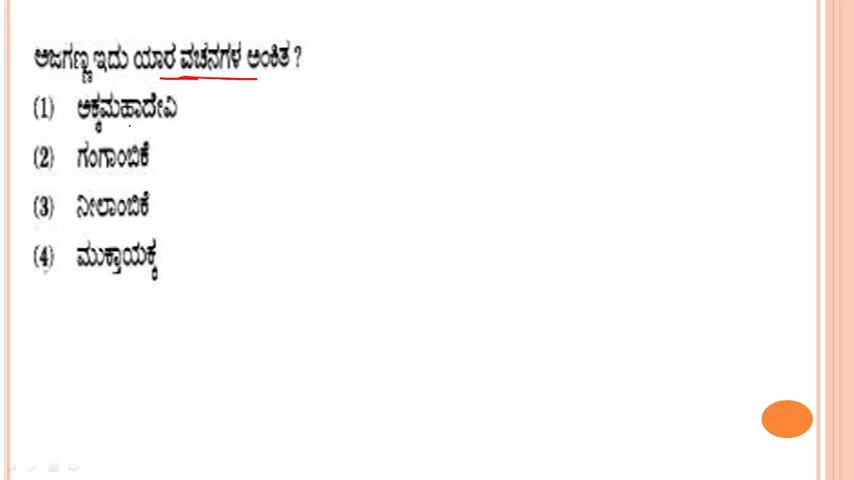 ಅಜಗಣ್ಣ ಇದು ಯಾರ ವಚನಗಳ ಅಂಕಿತ ?
(1) ಅಕ್ಕಮಹಾದೇವಿ
(2) ಗಂಗಾಂಬಿಕೆ
(3) ನೀಲಾಂಬಿಕೆ
(4) ಮುಕ್ತಾಯಕ್ಕ